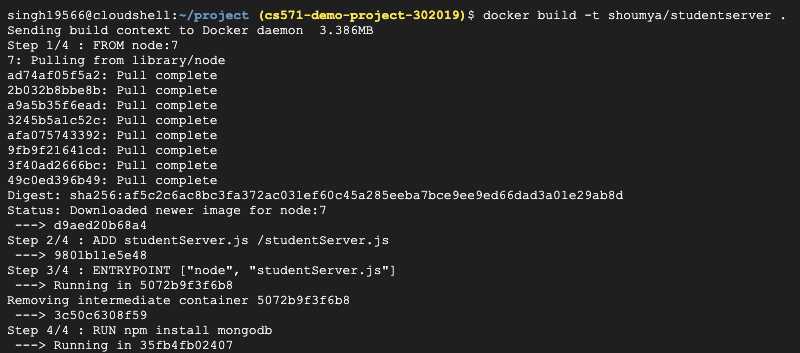 singh19566@cloudshell:~/project (cs571-demo-project-302019)$ docker build -t shoumya/studentserver .
Sending build context to Docker daemon  3.386MB
Step 1/4 : FROM node:7
7: Pulling from library/node
ad74af05f5a2: Pull complete
2b032b8bbe8b: Pull complete
a9a5b35f6ead: Pull complete
3245b5a1c52c: Pull complete
afa075743392: Pull complete
9fb9f21641cd: Pull complete
3f40ad2666bc: Pull complete
49c0ed396b49: Pull complete
Digest: sha256:af5c2c6ac8bc3fa372ac031ef60c45a285eeba7bce9ee9ed66dad3a01e29ab8d
Status: Downloaded newer image for node:7
 ---> d9aed20b68a4
Step 2/4 : ADD studentServer.js /studentServer.js
 ---> 9801b11e5e48
Step 3/4 : ENTRYPOINT ["node", "studentServer.js"]
 ---> Running in 5072b9f3f6b8
Removing intermediate container 5072b9f3f6b8
 ---> 3c50c6308f59
Step 4/4 : RUN npm install mongodb
 ---> Running in 35fb4fb02407